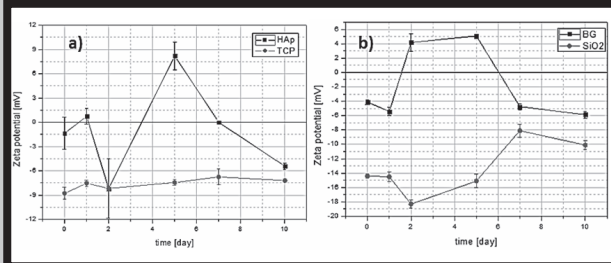 a)
HAp
TCP
Zeta potential [mV]
12
9
6
3
0
-3
-6
-9
-12
0 2 4 6 8 10
time [day]
b)
BG
SiO2
Zeta potential [mV]
6
4
2
0
-2
-4
-6
-8
-10
-12
-14
-16
-18
-20
0 2 4 6 8 10
time [day]